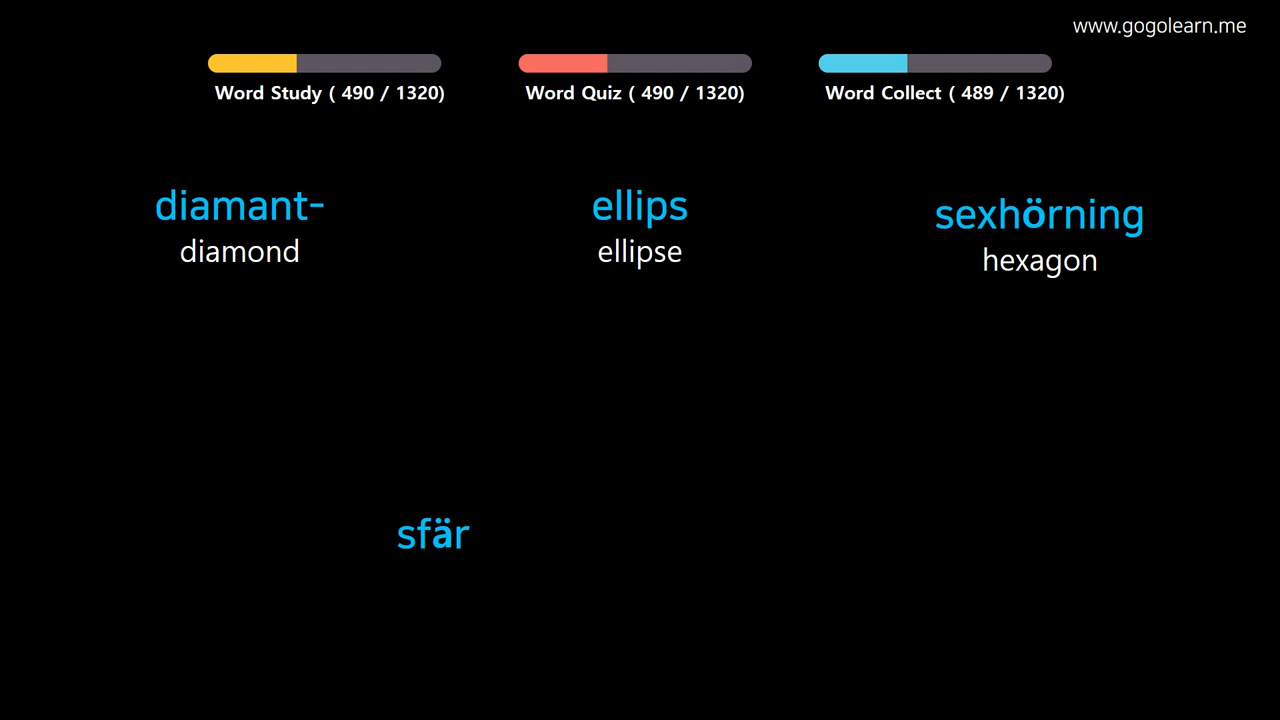 www.gogolearn.me
Word Study ( 490 / 1320)
Word Quiz ( 490 / 1320)
Word Collect ( 489 / 1320)
diamant-
diamond
ellips
ellipse
sexhörning
hexagon
sfär